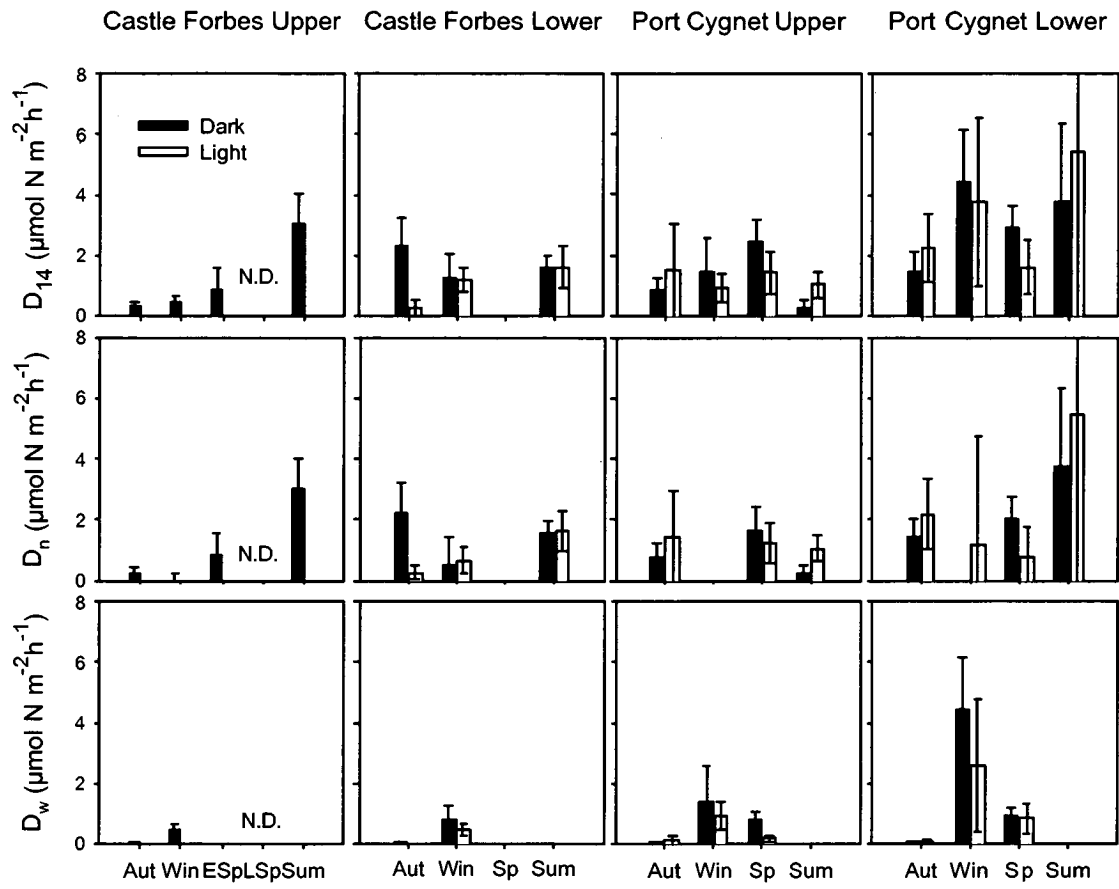 Castle Forbes Upper Castle Forbes Lower Port Cygnet Upper Port Cygnet Lower
D₁₄ (µmol N m⁻²h⁻¹)
8
6
4
2
0
Dark
Light
N.D.
Dₙ (µmol N m⁻²h⁻¹)
8
6
4
2
0
N.D.
D_w (µmol N m⁻²h⁻¹)
8
6
4
2
0
N.D.
Aut Win ESpLSpSum Aut Win Sp Sum Aut Win Sp Sum Aut Win Sp Sum